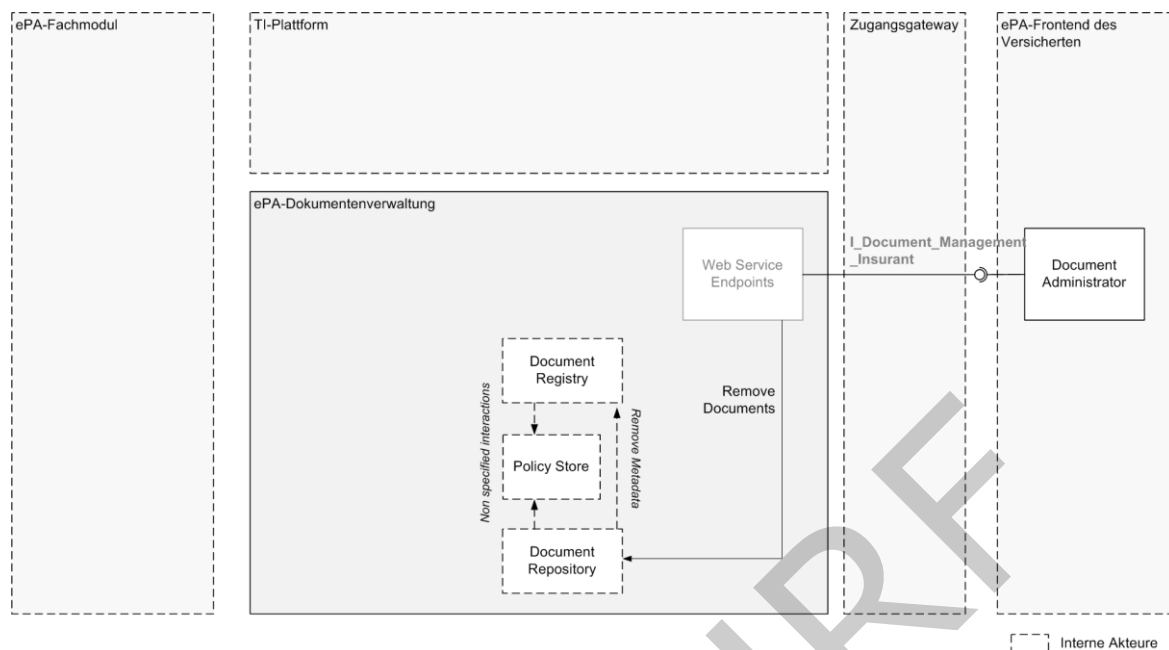 ePA-Fachmodul
TI-Plattform
Zugangsgateway
ePA-Frontend des
Versicherten
ePA-Dokumentenverwaltung
Web Service
Endpoints
I_Document_Management
_Insurant
Document
Administrator
Document
Registry
Remove
Documents
Non specified interactions
Policy Store
Remove Metadata
Document
Repository
Interne Akteure